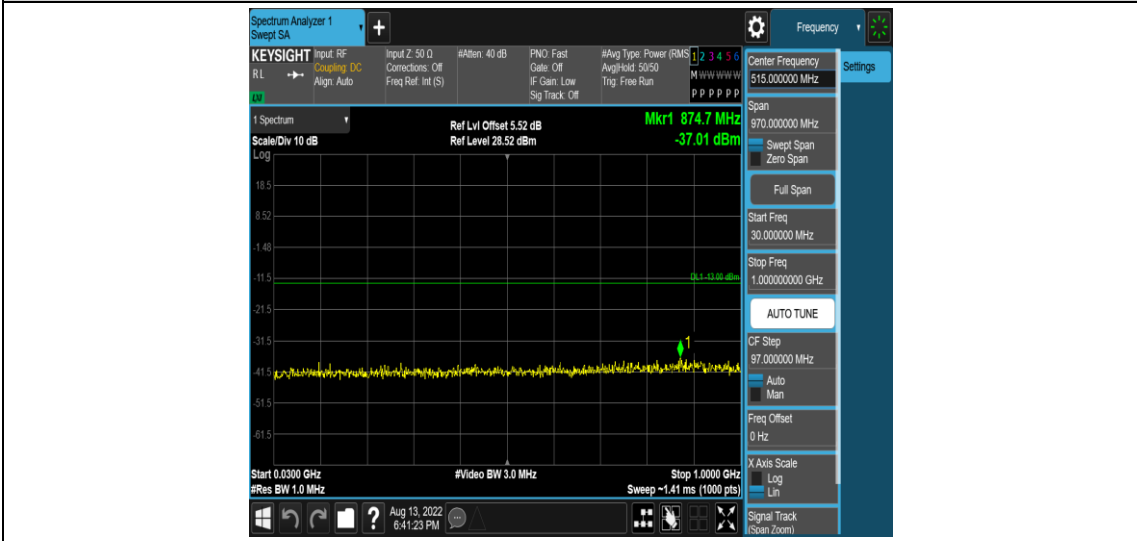 Spectrum Analyzer 1
Swept SA
+
Frequency
KEYSIGHT
RL
LXI
Input: RF
Coupling: DC
Align: Auto
Input Z: 50 Ω
Corrections: Off
Freq Ref: Int (S)
#Atten: 40 dB
PNO: Fast
Gate: Off
IF Gain: Low
Sig Track: Off
#Avg Type: Power (RMS
Avg|Hold: 50/50
Trig: Free Run
1 2 3 4 5 6
M W W W W W
P P P P P P
1 Spectrum
Scale/Div 10 dB
Log
Ref Lvl Offset 5.52 dB
Ref Level 28.52 dBm
Mkr1 874.7 MHz
-37.01 dBm
18.5
8.52
-1.48
-11.5
DL1 -13.00 dBm
-21.5
-31.5
1
-41.5
-51.5
-61.5
Start 0.0300 GHz
#Res BW 1.0 MHz
#Video BW 3.0 MHz
Stop 1.0000 GHz
Sweep ~1.41 ms (1000 pts)
?
Aug 13, 2022
6:41:23 PM
Center Frequency
515.000000 MHz
Settings
Span
970.000000 MHz
Swept Span
Zero Span
Full Span
Start Freq
30.000000 MHz
Stop Freq
1.000000000 GHz
AUTO TUNE
CF Step
97.000000 MHz
Auto
Man
Freq Offset
0 Hz
X Axis Scale
Log
Lin
Signal Track
(Span Zoom)